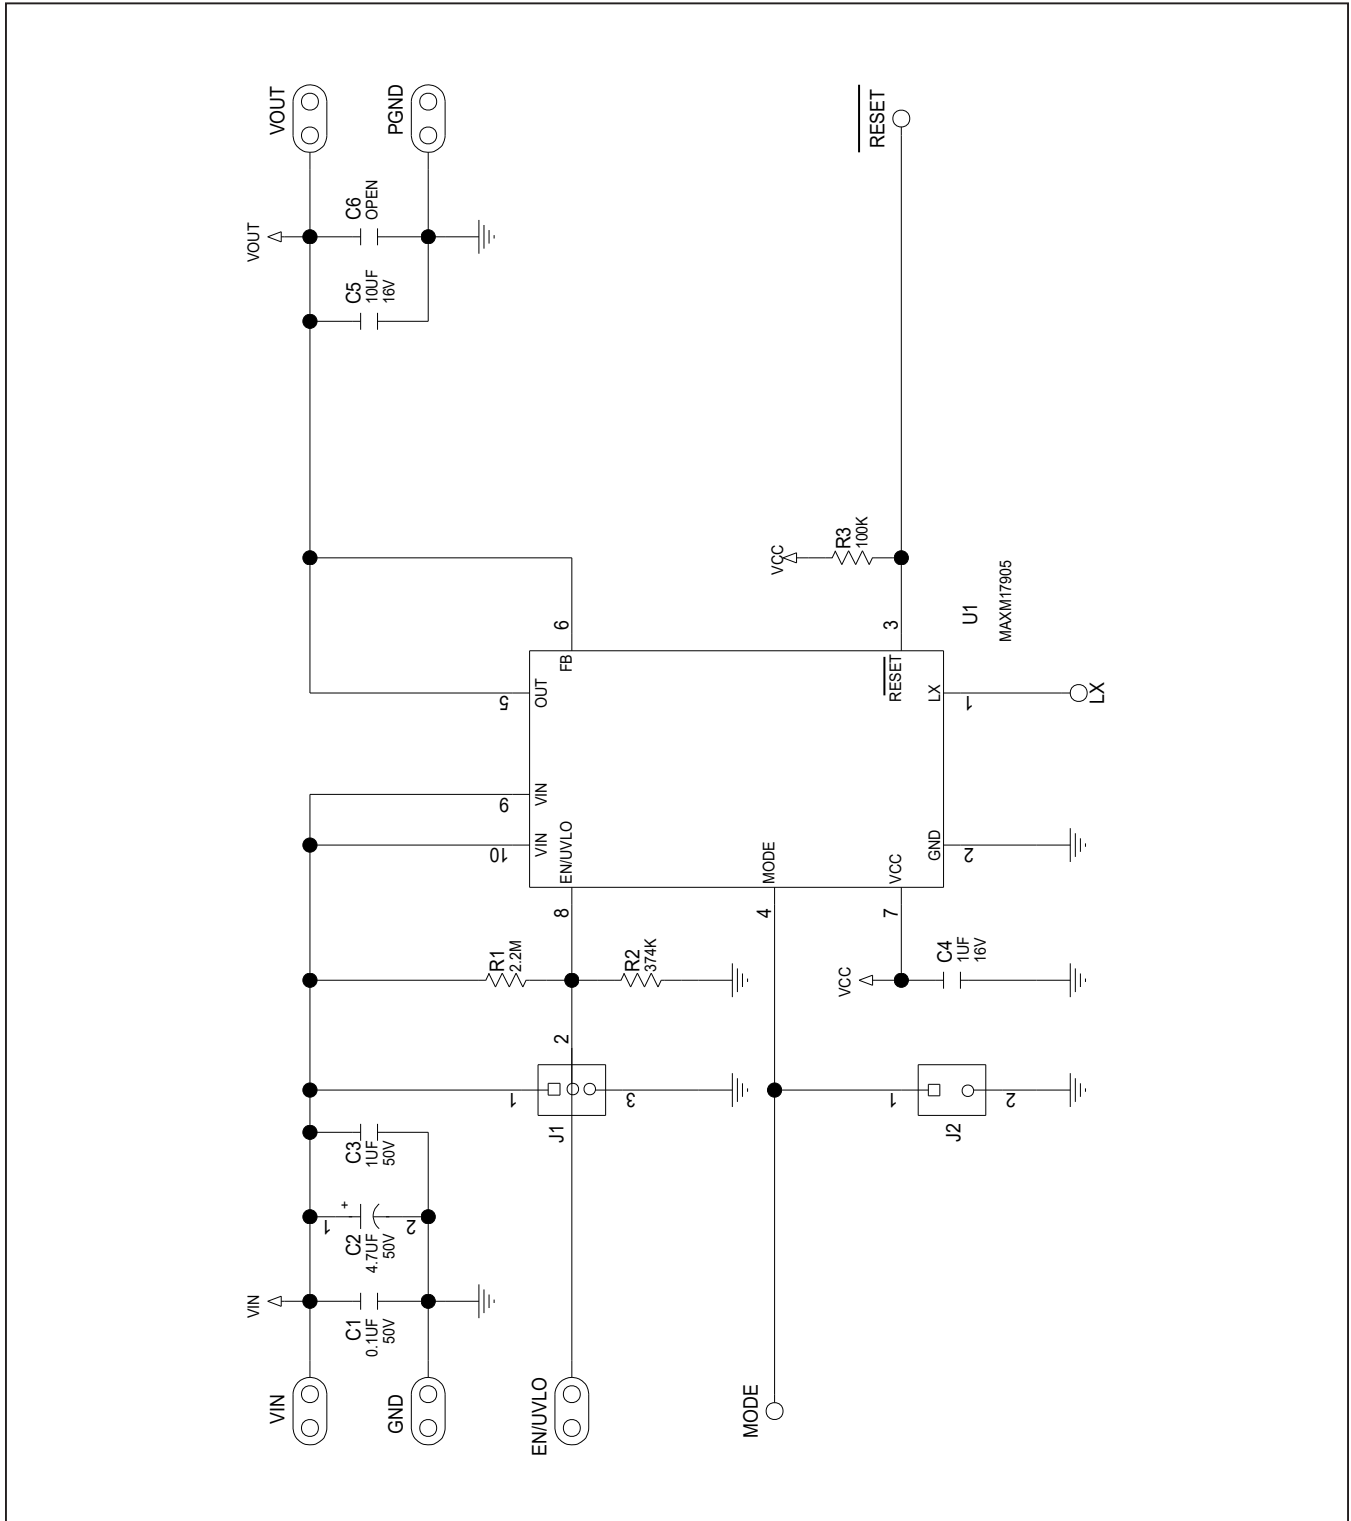 VIN
GND
EN/UVLO
MODE
VIN
C1
0.1UF
50V
1
+
2
C2
4.7UF
50V
C3
1UF
50V
1
2
3
J1
1
2
J2
R1
2.2M
R2
374K
VCC
C4
1UF
16V
8
4
7
10
9
5
6
3
2
1
VIN
VIN
OUT
FB
EN/UVLO
MODE
VCC
GND
LX
RESET
U1
MAXM17905
LX
VCC
R3
100K
C5
10UF
16V
C6
OPEN
VOUT
VOUT
PGND
RESET